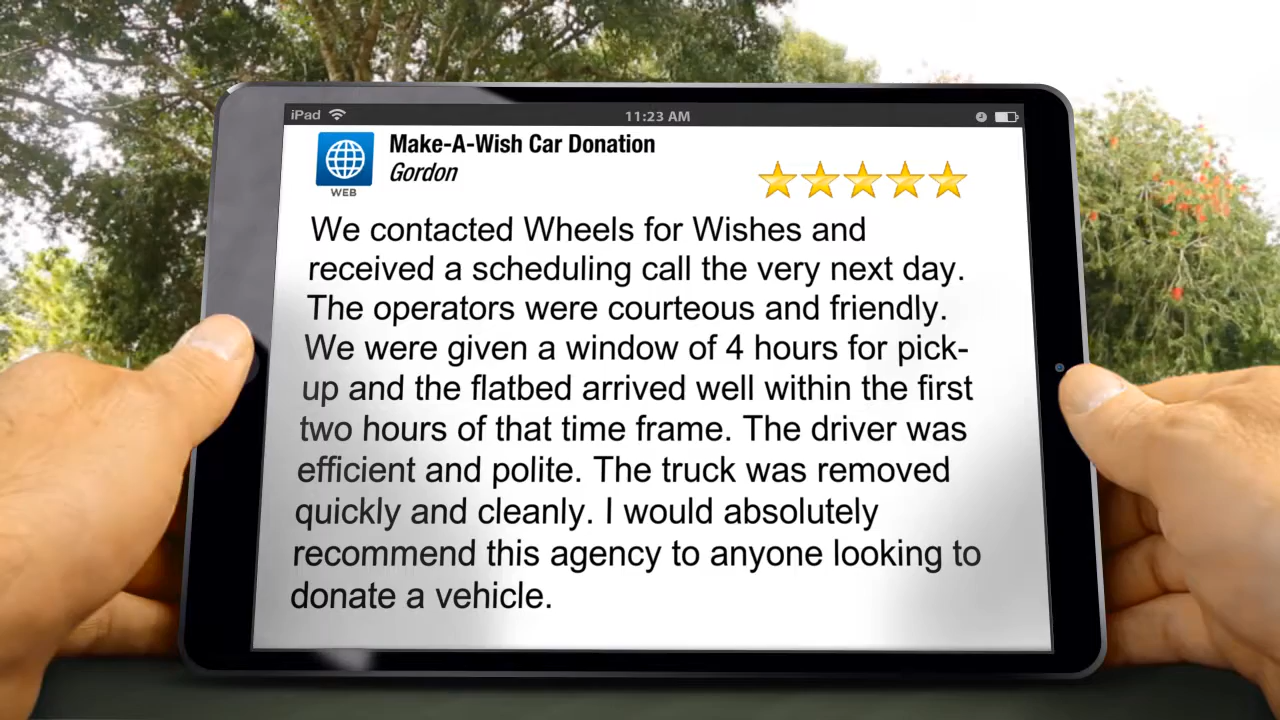 iPad
11:23 AM
Make-A-Wish Car Donation
Gordon
WEB
We contacted Wheels for Wishes and
received a scheduling call the very next day.
The operators were courteous and friendly.
We were given a window of 4 hours for pick-
up and the flatbed arrived well within the first
two hours of that time frame. The driver was
efficient and polite. The truck was removed
quickly and cleanly. I would absolutely
recommend this agency to anyone looking to
donate a vehicle.